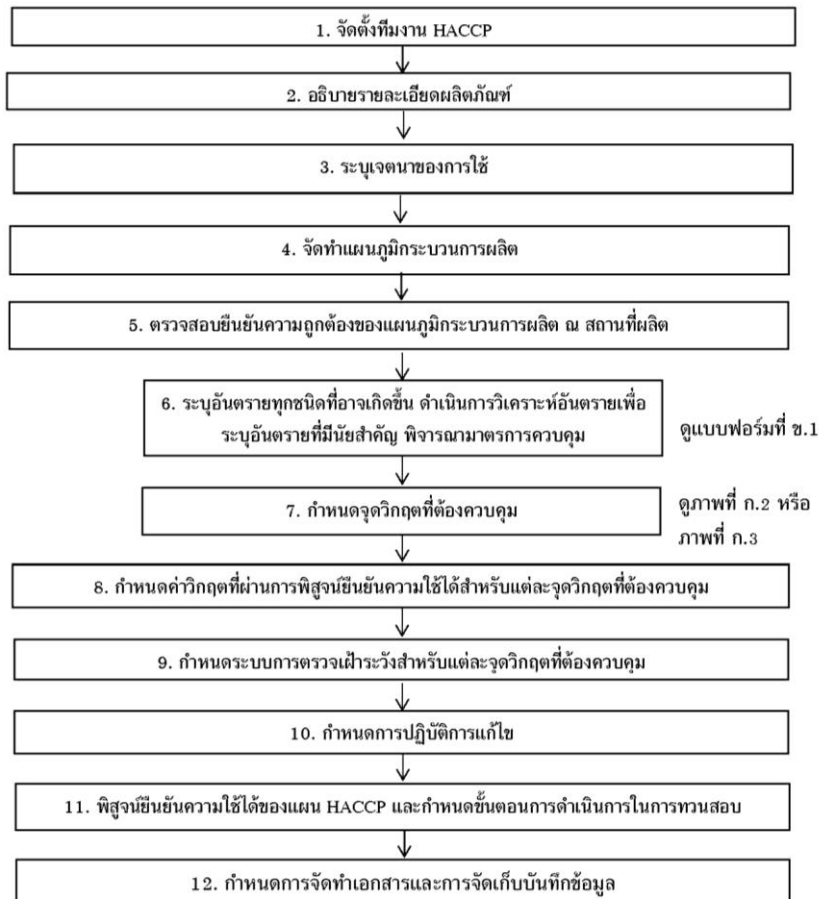 1. จัดตั้งทีมงาน HACCP
2. อธิบายรายละเอียดผลิตภัณฑ์
3. ระบุเจตนาของการใช้
4. จัดทำแผนภูมิกระบวนการผลิต
5. ตรวจสอบยืนยันความถูกต้องของแผนภูมิกระบวนการผลิต ณ สถานที่ผลิต
6. ระบุอันตรายทุกชนิดที่อาจเกิดขึ้น ดำเนินการวิเคราะห์อันตรายเพื่อ
ระบุอันตรายที่มีนัยสำคัญ พิจารณามาตรการควบคุม
ดูแบบฟอร์มที่ ข.1
7. กำหนดจุดวิกฤตที่ต้องควบคุม
ดูภาพที่ ก.2 หรือ
ภาพที่ ก.3
8. กำหนดค่าวิกฤตที่ผ่านการพิสูจน์ยืนยันความใช้ได้สำหรับแต่ละจุดวิกฤตที่ต้องควบคุม
9. กำหนดระบบการตรวจเฝ้าระวังสำหรับแต่ละจุดวิกฤตที่ต้องควบคุม
10. กำหนดการปฏิบัติการแก้ไข
11. พิสูจน์ยืนยันความใช้ได้ของแผน HACCP และกำหนดขั้นตอนการดำเนินการในการทวนสอบ
12. กำหนดการจัดทำเอกสารและการจัดเก็บบันทึกข้อมูล